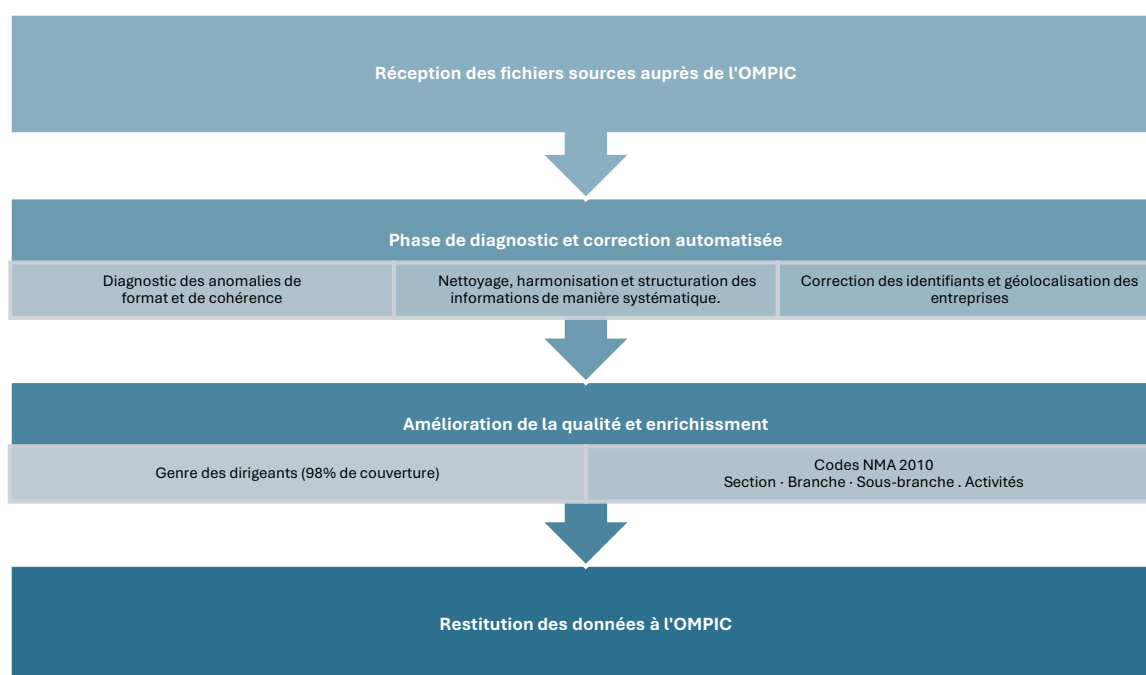 Réception des fichiers sources auprès de l'OMPIC
Phase de diagnostic et correction automatisée
Diagnostic des anomalies de
format et de cohérence
Nettoyage, harmonisation et structuration des
informations de manière systématique.
Correction des identifiants et géolocalisation des
entreprises
Amélioration de la qualité et enrichissment
Genre des dirigeants (98% de couverture)
Codes NMA 2010
Section · Branche · Sous-branche . Activités
Restitution des données à l'OMPIC